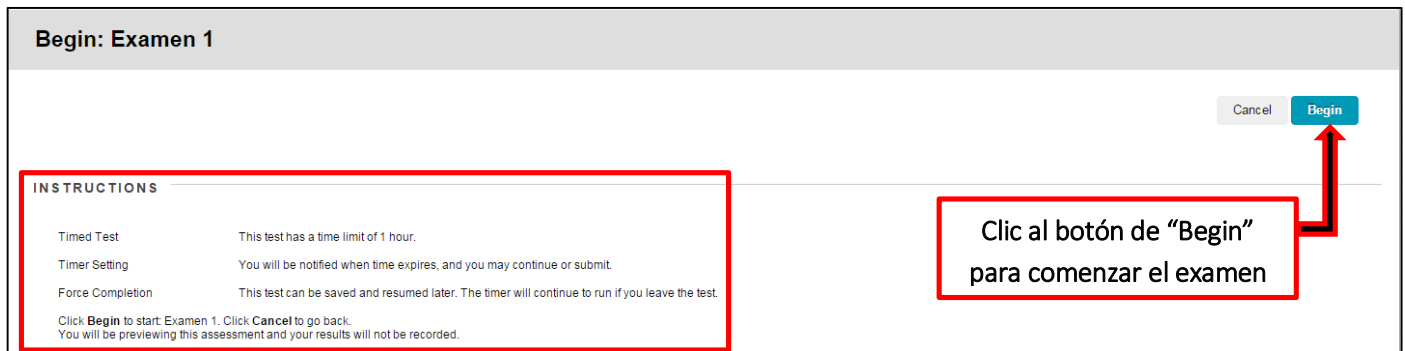 Begin: Examen 1
Cancel Begin
INSTRUCTIONS
Timed Test This test has a time limit of 1 hour.
Timer Setting You will be notified when time expires, and you may continue or submit.
Force Completion This test can be saved and resumed later. The timer will continue to run if you leave the test.
Click Begin to start: Examen 1. Click Cancel to go back.
You will be previewing this assessment and your results will not be recorded.
Clic al botón de “Begin”
para comenzar el examen